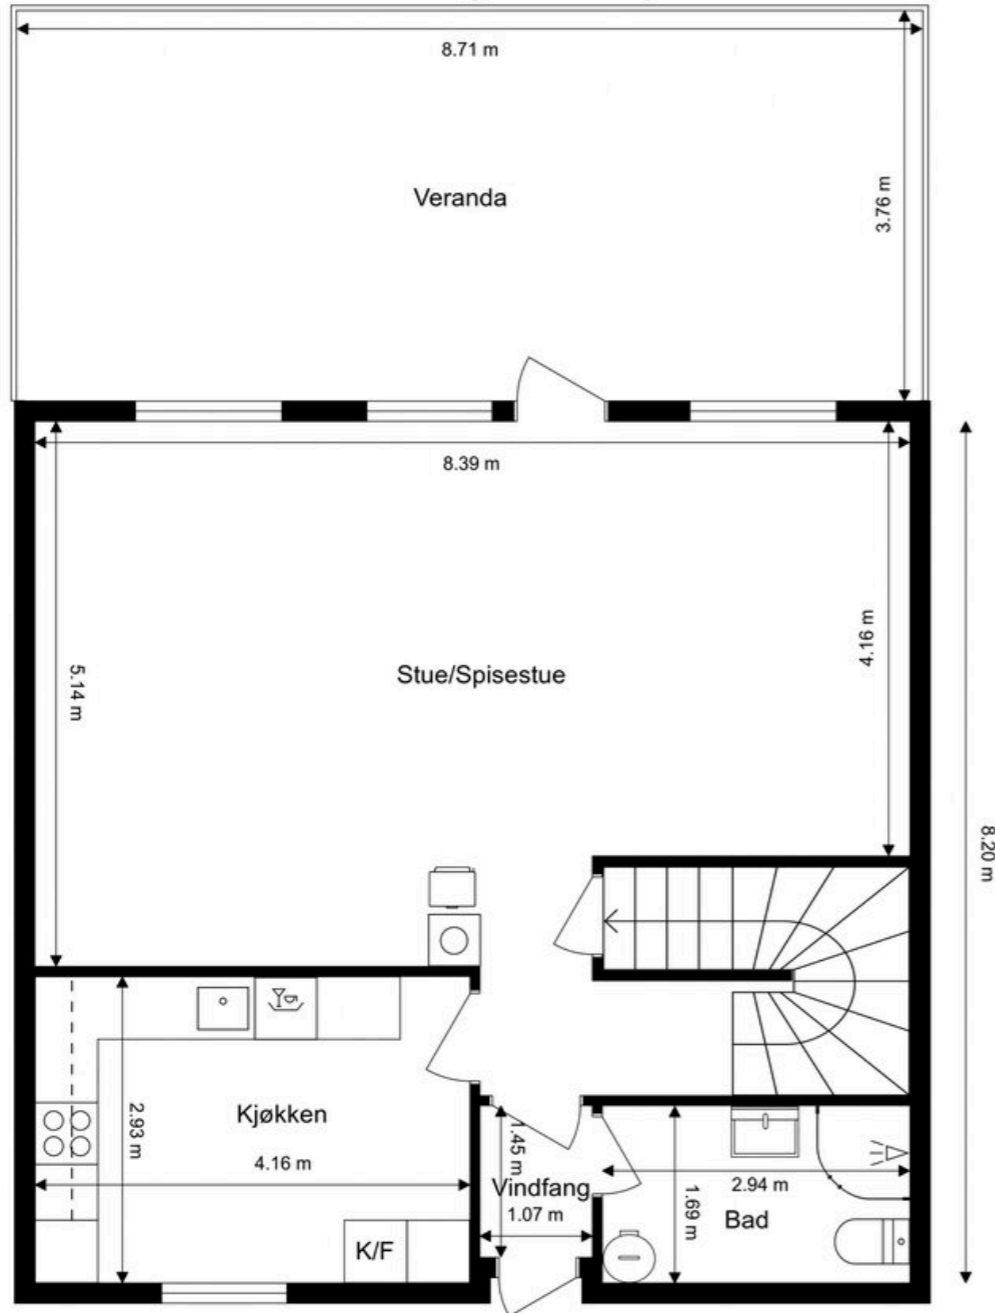 8.71 m
3.76 m
Veranda
8.39 m
4.16 m
5.14 m
Stue/Spisestue
8.20 m
Kjøkken
2.93 m
4.16 m
K/F
1.45 m
Vindfang
1.07 m
2.94 m
1.69 m
Bad